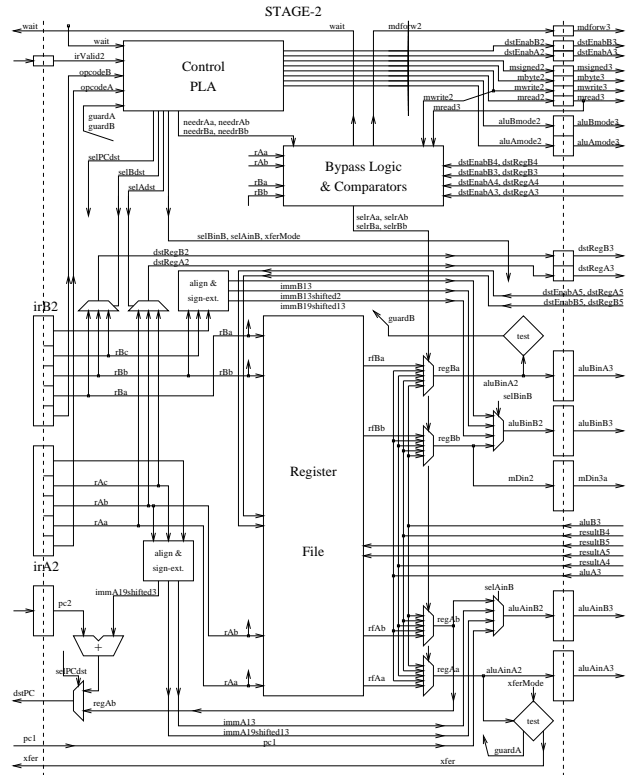 STAGE-2
wait
wait
mdforw2
mdforw3
wait
irValid2
opcodeB
opcodeA
Control
PLA
dstEnabB2
dstEnabB3
dstEnabA2
dstEnabA3
msigned2
msigned3
mbyte2
mbyte3
mwrite2
mwrite2
mwrite3
mread2
mread3
mread3
aluBmode2
aluBmode3
aluAmode2
aluAmode3
guardA
guardB
needrAa, needrAb
needrBa, needrBb
selPCdst
selBdst
selAdst
rAa
rAb
rBa
rBb
Bypass Logic
& Comparators
dstEnabB4, dstRegB4
dstEnabB3, dstRegB3
dstEnabA4, dstRegA4
dstEnabA3, dstRegA3
selrAa, selrAb
selrBa, selrBb
selBinB, selAinB, xferMode
dstRegB2
dstRegA2
dstRegB3
dstRegA3
align &
sign-ext.
immB13
immB13shifted2
immB19shifted13
dstEnabA5, dstRegA5
dstEnabB5, dstRegB5
irB2
rBa
rBc
rBb
rBb
rBa
guardB
test
rfBa
regBa
aluBinA2
aluBinA3
selBinB
rfBb
regBb
aluBinB2
aluBinB3
Register
File
mDin2
mDin3a
rAc
rAb
rAa
irA2
align &
sign-ext.
aluB3
resultB4
resultB5
resultA5
resultA4
aluA3
immA19shifted3
selAinB
pc2
rAb
rfAb
regAb
aluAinB2
aluAinB3
+
selPCdst
rAa
rfAa
regAa
aluAinA2
aluAinA3
xferMode
dstPC
regAb
test
immA13
immA19shifted13
pc1
pc1
guardA
xfer
xfer